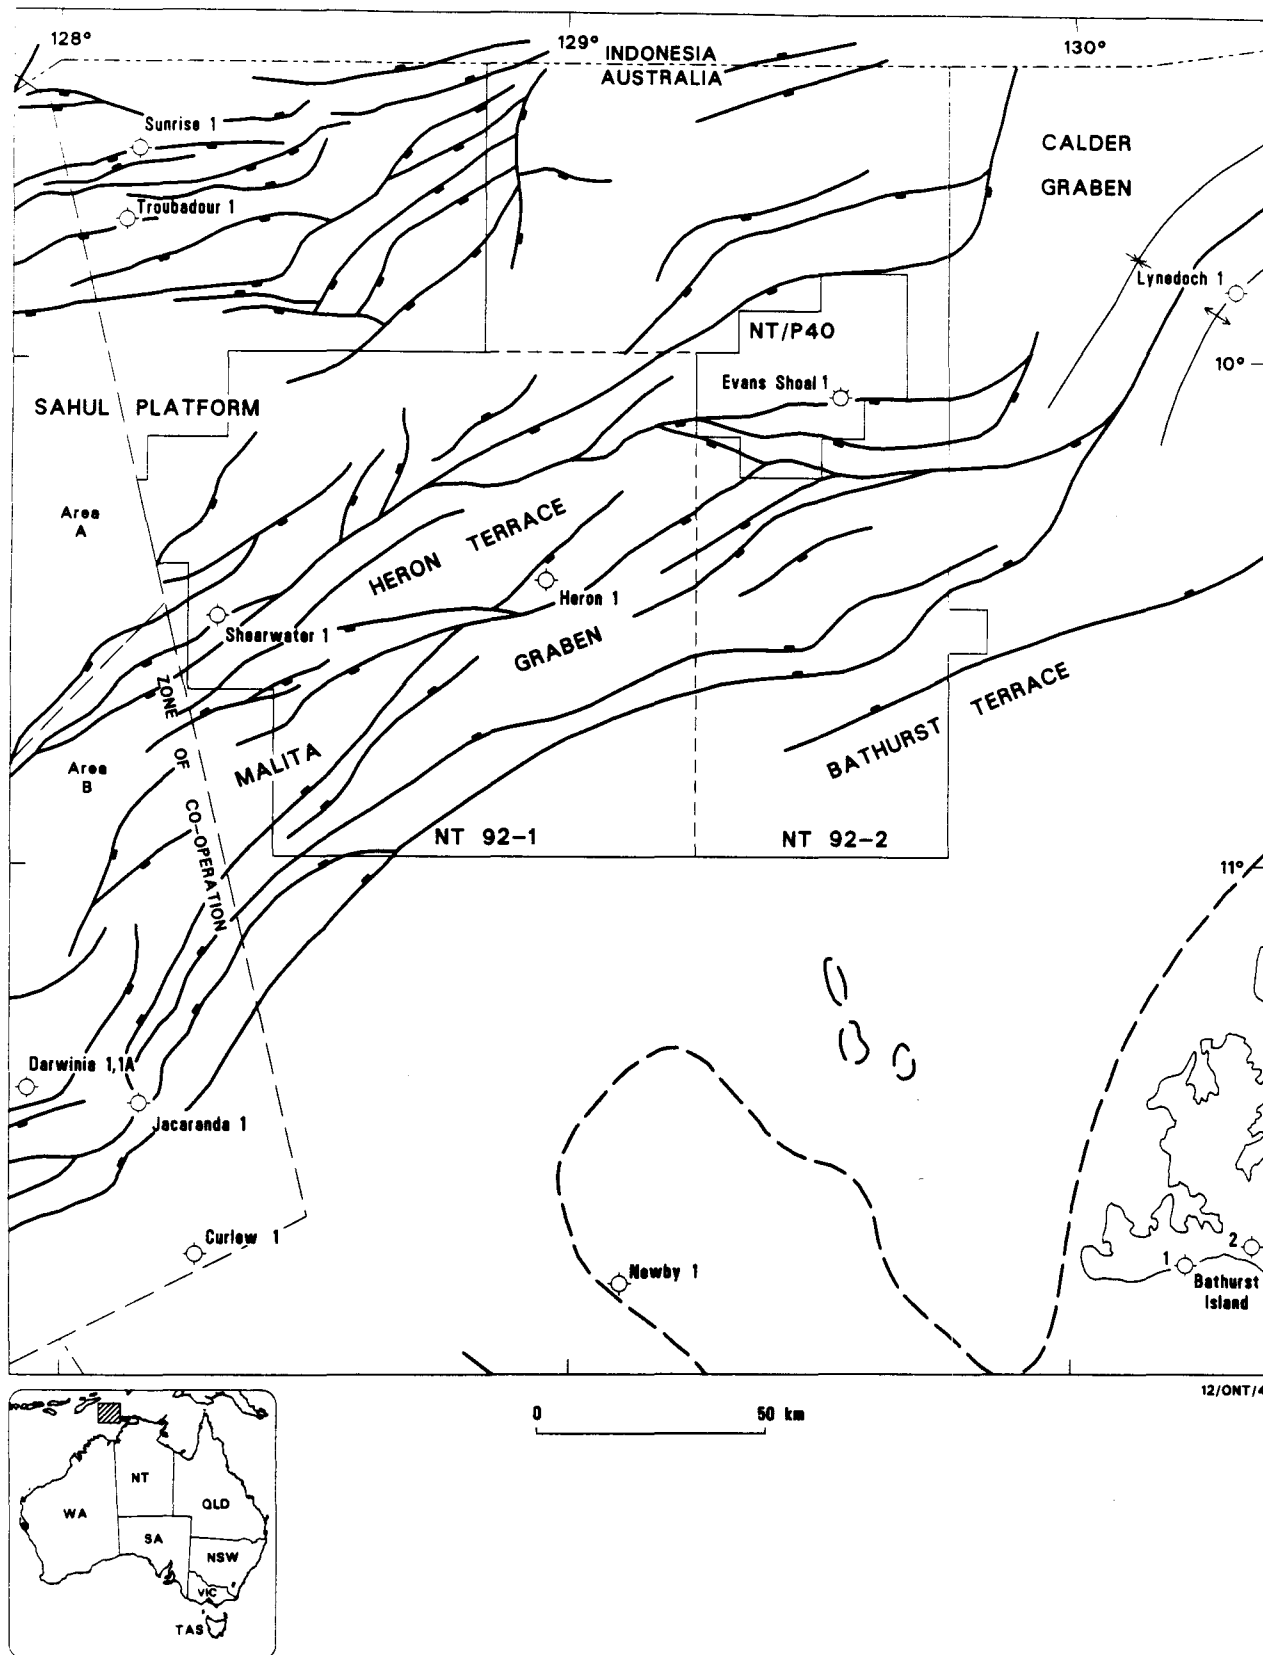 128°
129°
130°
INDONESIA
AUSTRALIA
Sunrise 1
CALDER
GRABEN
Troubadour 1
Lynedoch 1
NT/P40
10°
Evans Shoal 1
SAHUL PLATFORM
Area
A
HERON TERRACE
Heron 1
Shearwater 1
GRABEN
ZONE OF CO-OPERATION
BATHURST TERRACE
MALITA
Area
B
NT 92-1
NT 92-2
11°
Darwinia 1,1A
Jacaranda 1
Curlew 1
Newby 1
2
1
Bathurst
Island
12/ONT/4
0 50 km
NT
WA
QLD
SA
NSW
VIC
TAS